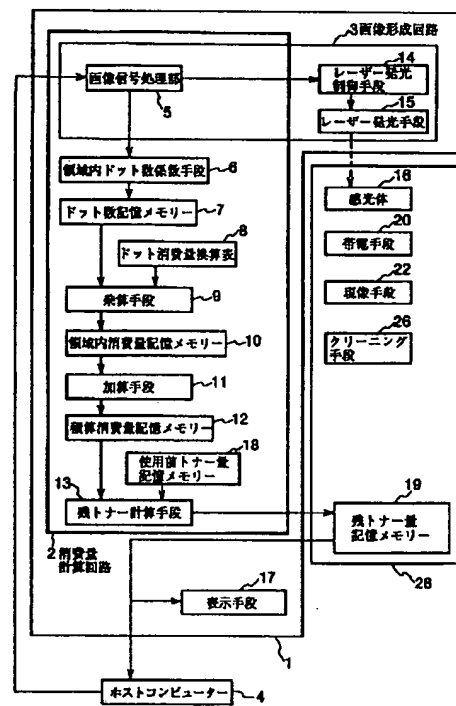 3 画像形成回路
画像信号処理部
5
14
レーザー発光
制御手段
15
レーザー発光手段
領域内ドット数係数手段
6
ドット数記憶メモリー
7
8
ドット消費量換算表
乗算手段
9
領域内消費量記憶メモリー
10
加算手段
11
積算消費量記憶メモリー
12
18
使用前トナー量
記憶メモリー
13
残トナー計算手段
2 消費量
計算回路
16
感光体
20
帯電手段
22
現像手段
26
クリーニング
手段
19
残トナー量
記憶メモリー
28
17
表示手段
1
ホストコンピューター
4